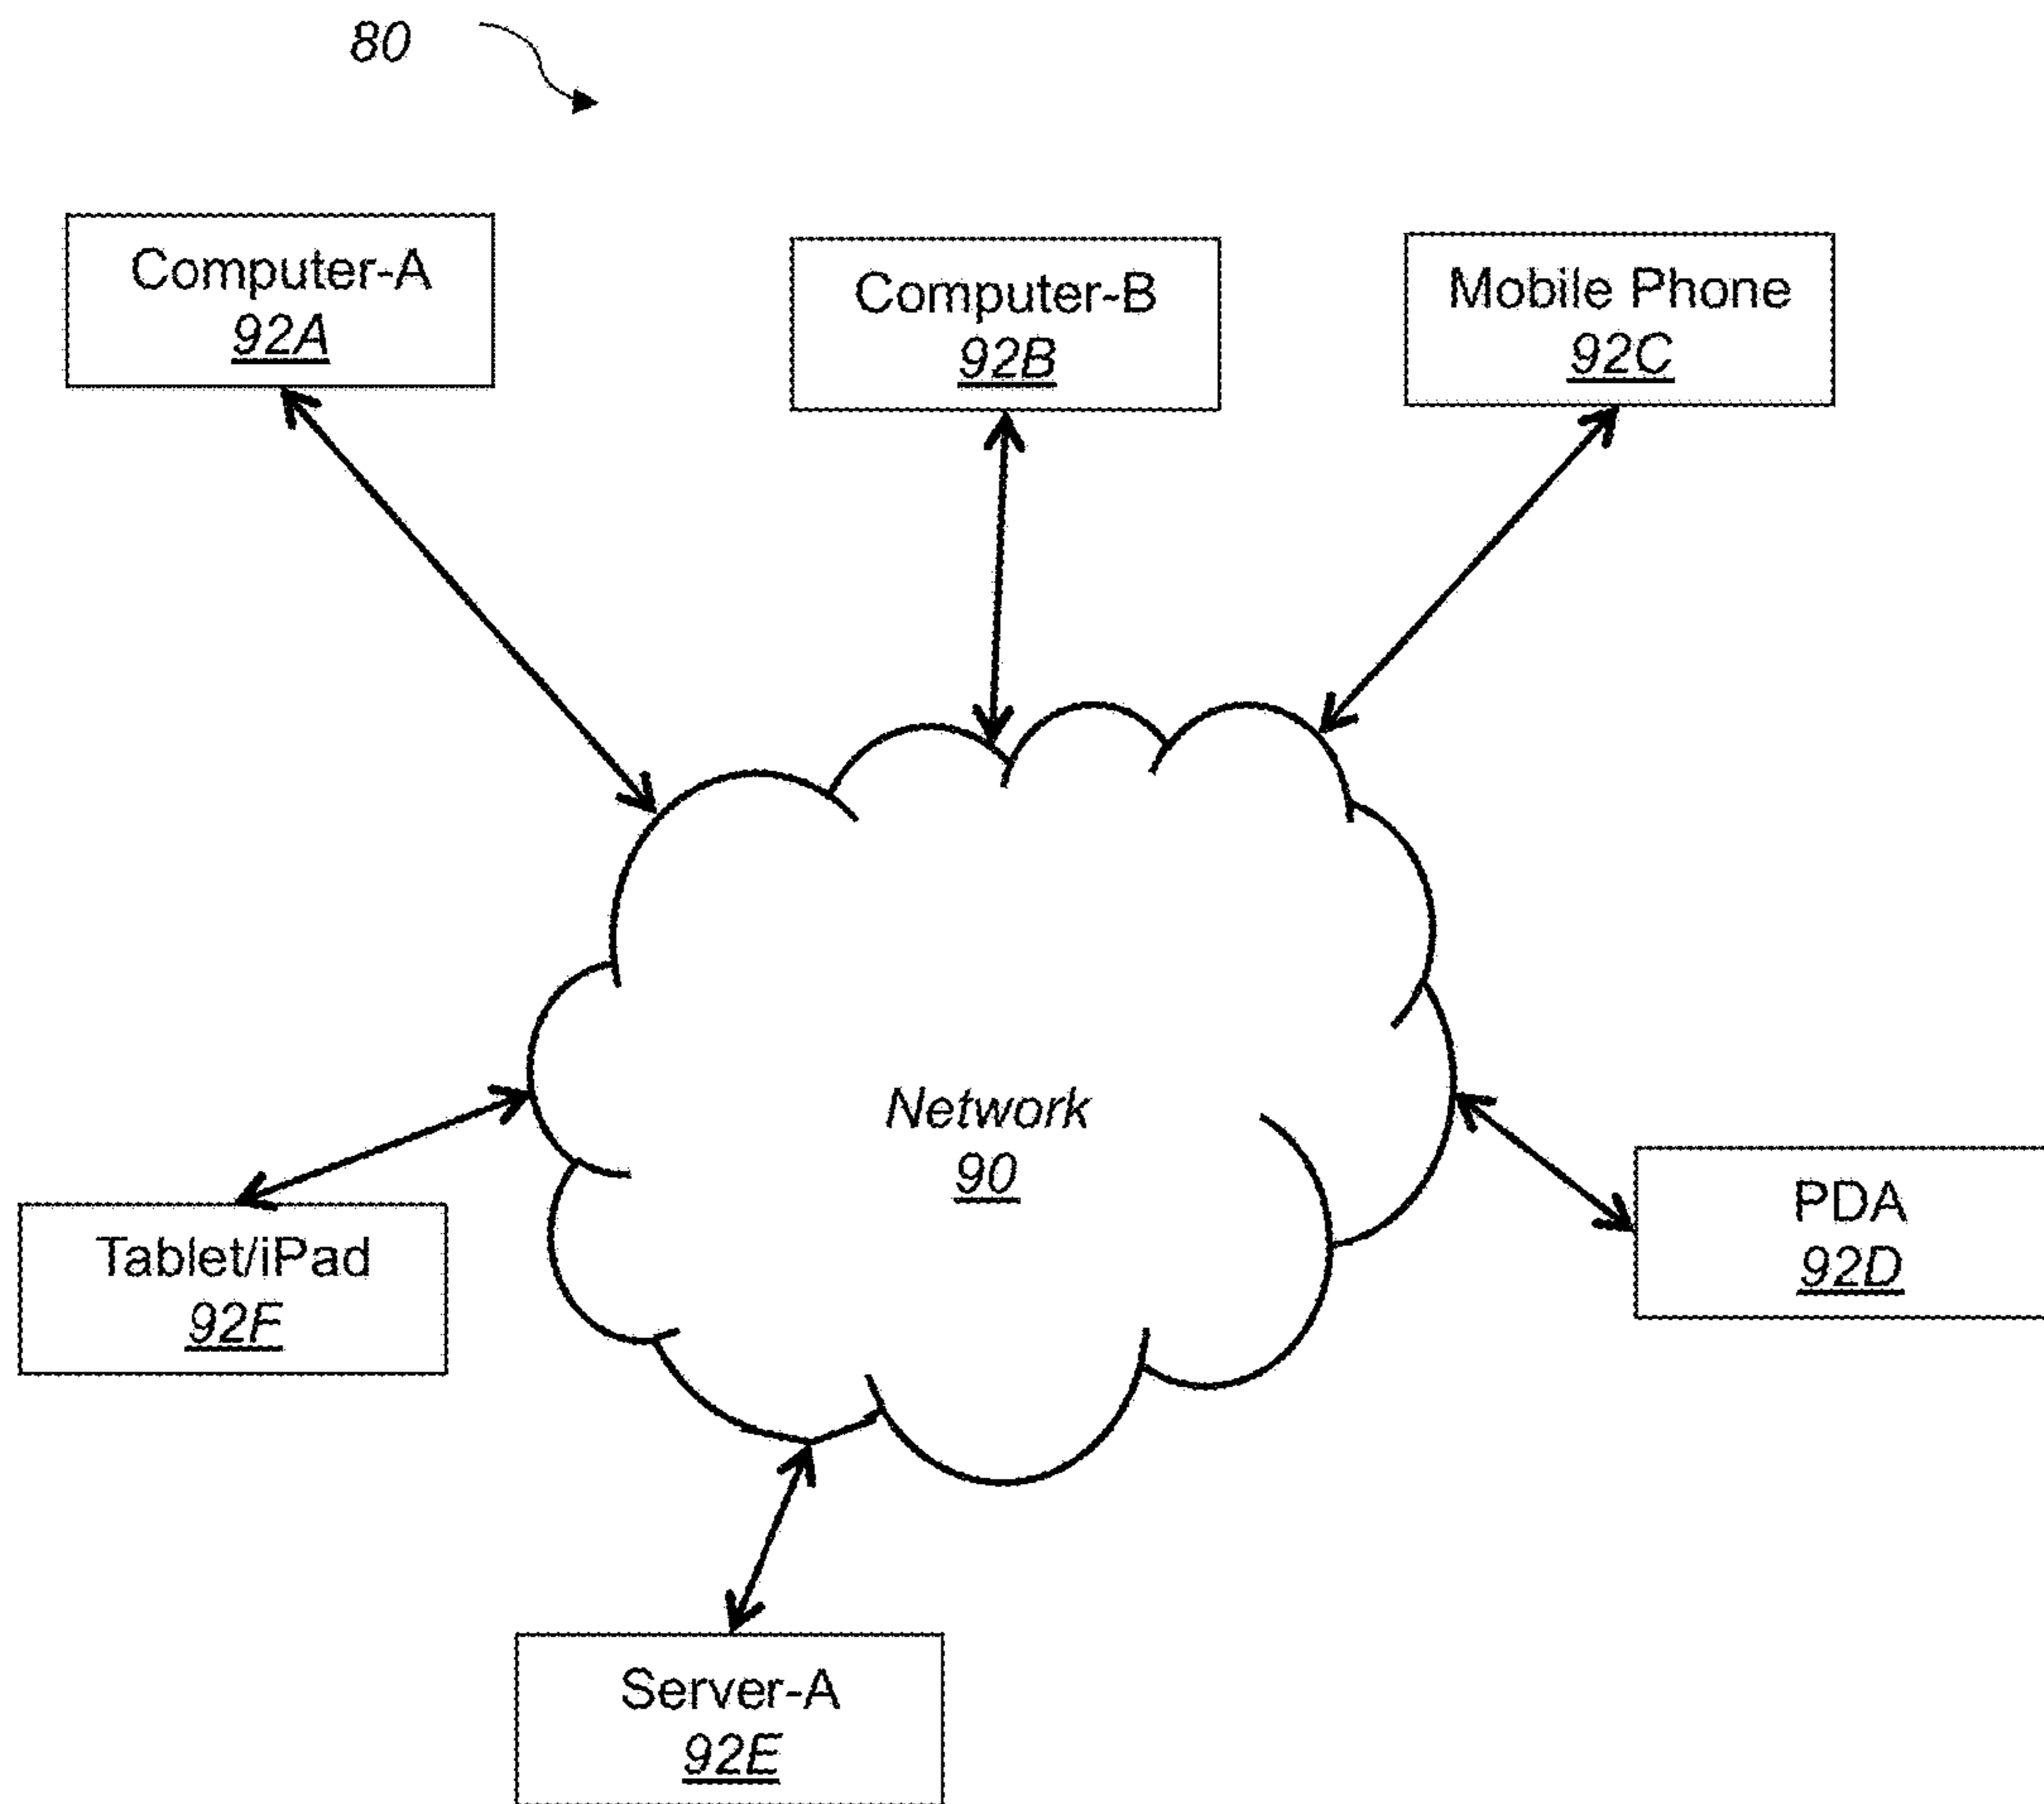 80
Computer-A
92A
Computer-B
92B
Mobile Phone
92C
Network
90
PDA
92D
Tablet/iPad
92F
Server-A
92E